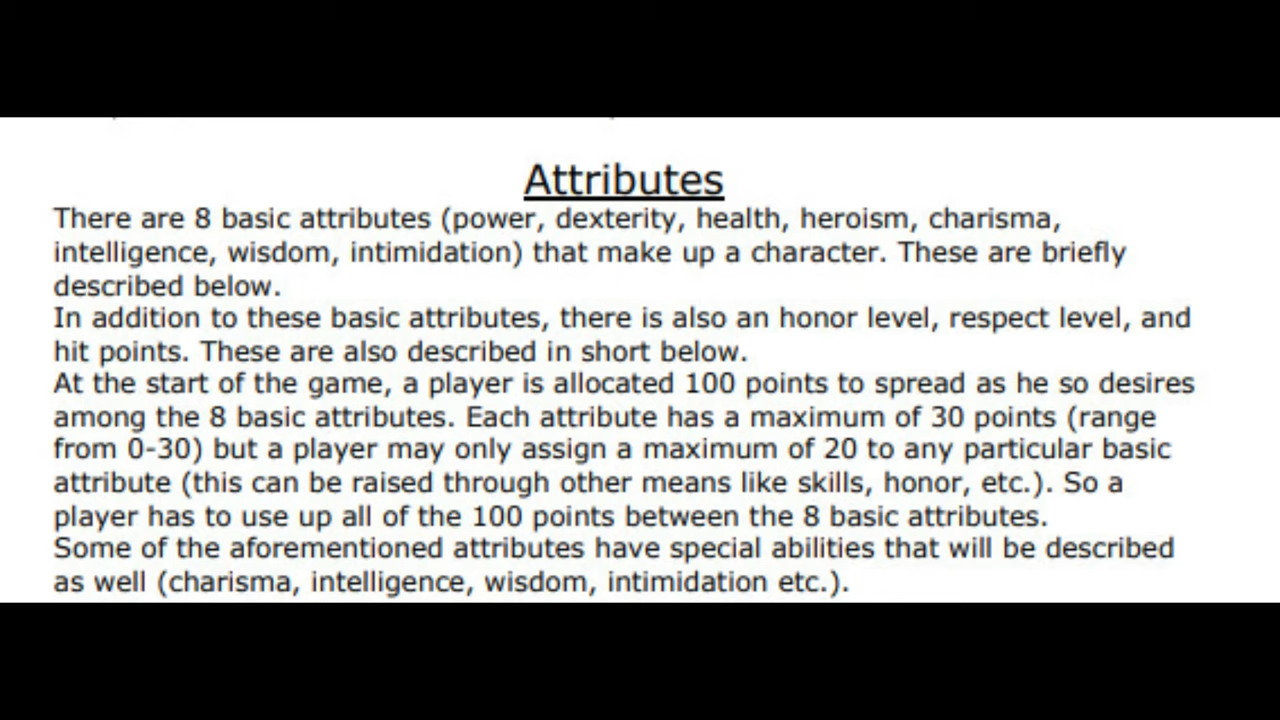 Attributes
There are 8 basic attributes (power, dexterity, health, heroism, charisma,
intelligence, wisdom, intimidation) that make up a character. These are briefly
described below.
In addition to these basic attributes, there is also an honor level, respect level, and
hit points. These are also described in short below.
At the start of the game, a player is allocated 100 points to spread as he so desires
among the 8 basic attributes. Each attribute has a maximum of 30 points (range
from 0-30) but a player may only assign a maximum of 20 to any particular basic
attribute (this can be raised through other means like skills, honor, etc.). So a
player has to use up all of the 100 points between the 8 basic attributes.
Some of the aforementioned attributes have special abilities that will be described
as well (charisma, intelligence, wisdom, intimidation etc.).